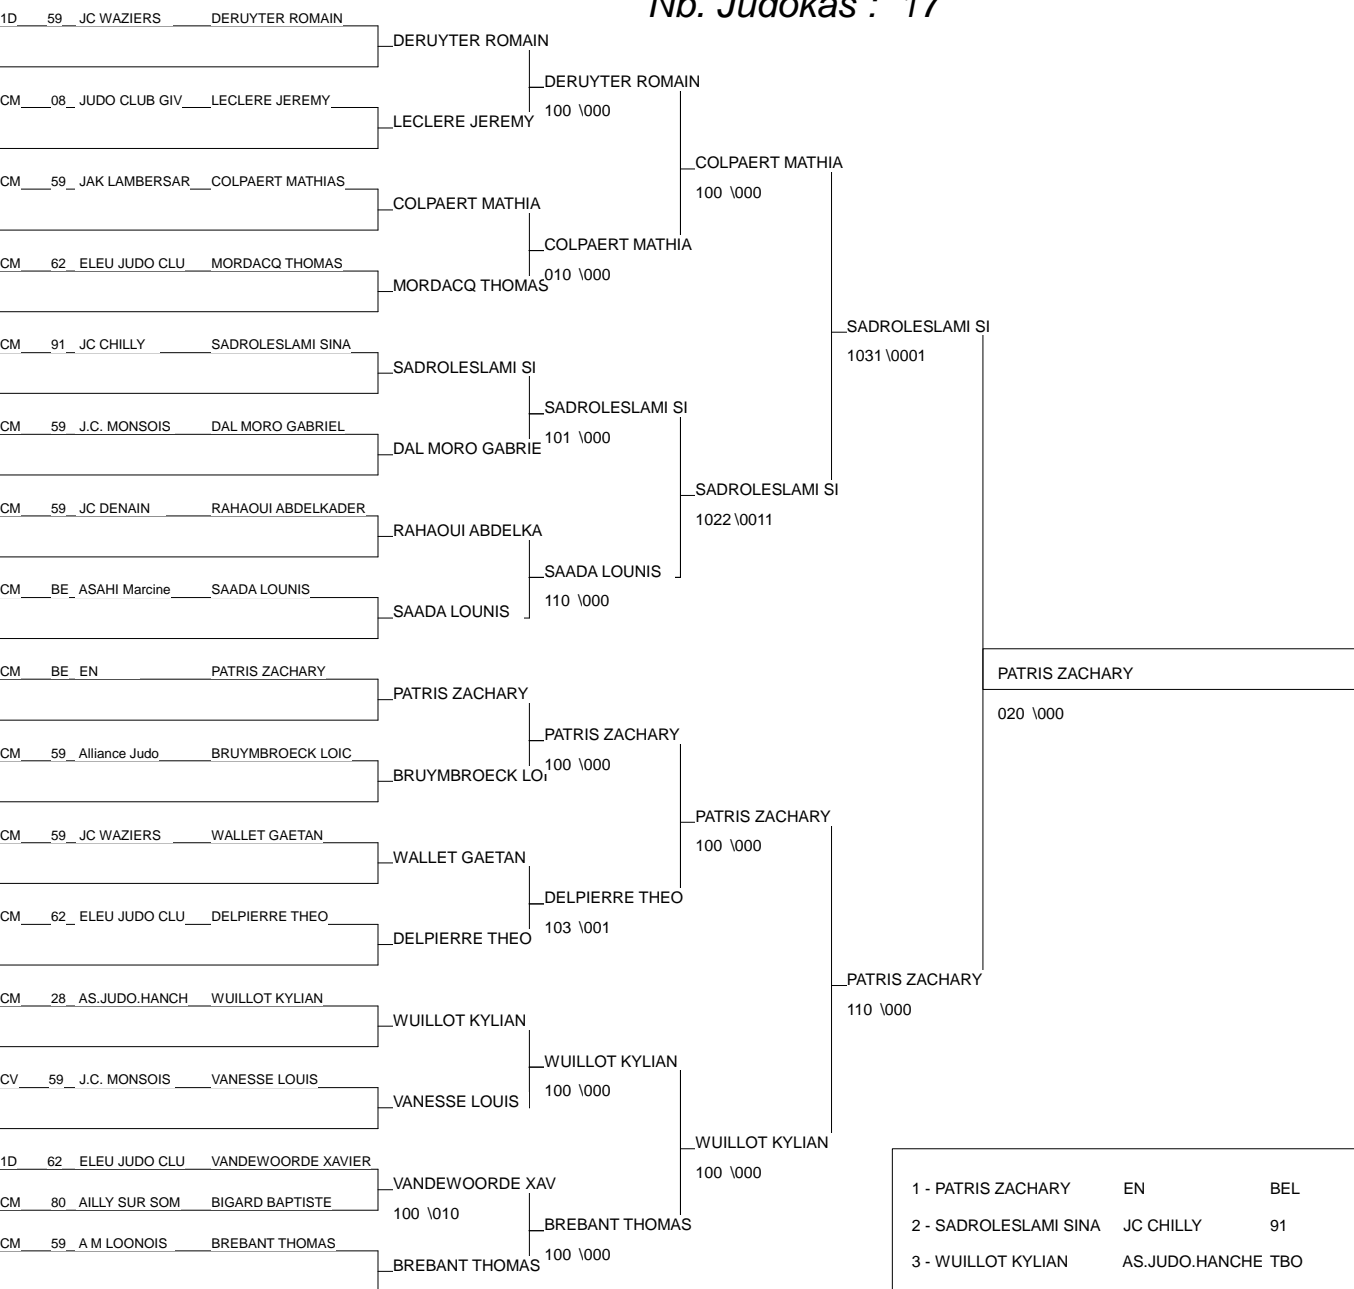 Nb. Judokas : 17
1D 59 JC WAZIERS DERUYTER ROMAIN
DERUYTER ROMAIN
DERUYTER ROMAIN
CM 08 JUDO CLUB GIV LECLERE JEREMY
100 \000
LECLERE JEREMY
COLPAERT MATHIA
CM 59 JAK LAMBERSAR COLPAERT MATHIAS
100 \000
COLPAERT MATHIA
COLPAERT MATHIA
CM 62 ELEU JUDO CLU MORDACQ THOMAS
010 \000
MORDACQ THOMAS
SADROLESLAMI SI
CM 91 JC CHILLY SADROLESLAMI SINA
1031 \0001
SADROLESLAMI SI
SADROLESLAMI SI
CM 59 J.C. MONSOIS DAL MORO GABRIEL
101 \000
DAL MORO GABRIE
SADROLESLAMI SI
CM 59 JC DENAIN RAHAOUI ABDELKADER
1022 \0011
RAHAOUI ABDELKA
SAADA LOUNIS
CM BE ASAHI Marcine SAADA LOUNIS
110 \000
SAADA LOUNIS
CM BE EN PATRIS ZACHARY
PATRIS ZACHARY
PATRIS ZACHARY
020 \000
PATRIS ZACHARY
CM 59 Alliance Judo BRUYMBROECK LOIC
100 \000
BRUYMBROECK LOI
PATRIS ZACHARY
CM 59 JC WAZIERS WALLET GAETAN
100 \000
WALLET GAETAN
DELPIERRE THEO
CM 62 ELEU JUDO CLU DELPIERRE THEO
103 \001
DELPIERRE THEO
PATRIS ZACHARY
CM 28 AS.JUDO.HANCH WUILLOT KYLIAN
110 \000
WUILLOT KYLIAN
WUILLOT KYLIAN
CV 59 J.C. MONSOIS VANESSE LOUIS
100 \000
VANESSE LOUIS
WUILLOT KYLIAN
1D 62 ELEU JUDO CLU VANDEWOORDE XAVIER
100 \000
VANDEWOORDE XAV
CM 80 AILLY SUR SOM BIGARD BAPTISTE
100 \010
BREBANT THOMAS
CM 59 A M LOONOIS BREBANT THOMAS
100 \000
BREBANT THOMAS
1 - PATRIS ZACHARY EN BEL
2 - SADROLESLAMI SINA JC CHILLY 91
3 - WUILLOT KYLIAN AS.JUDO.HANCHE TBO